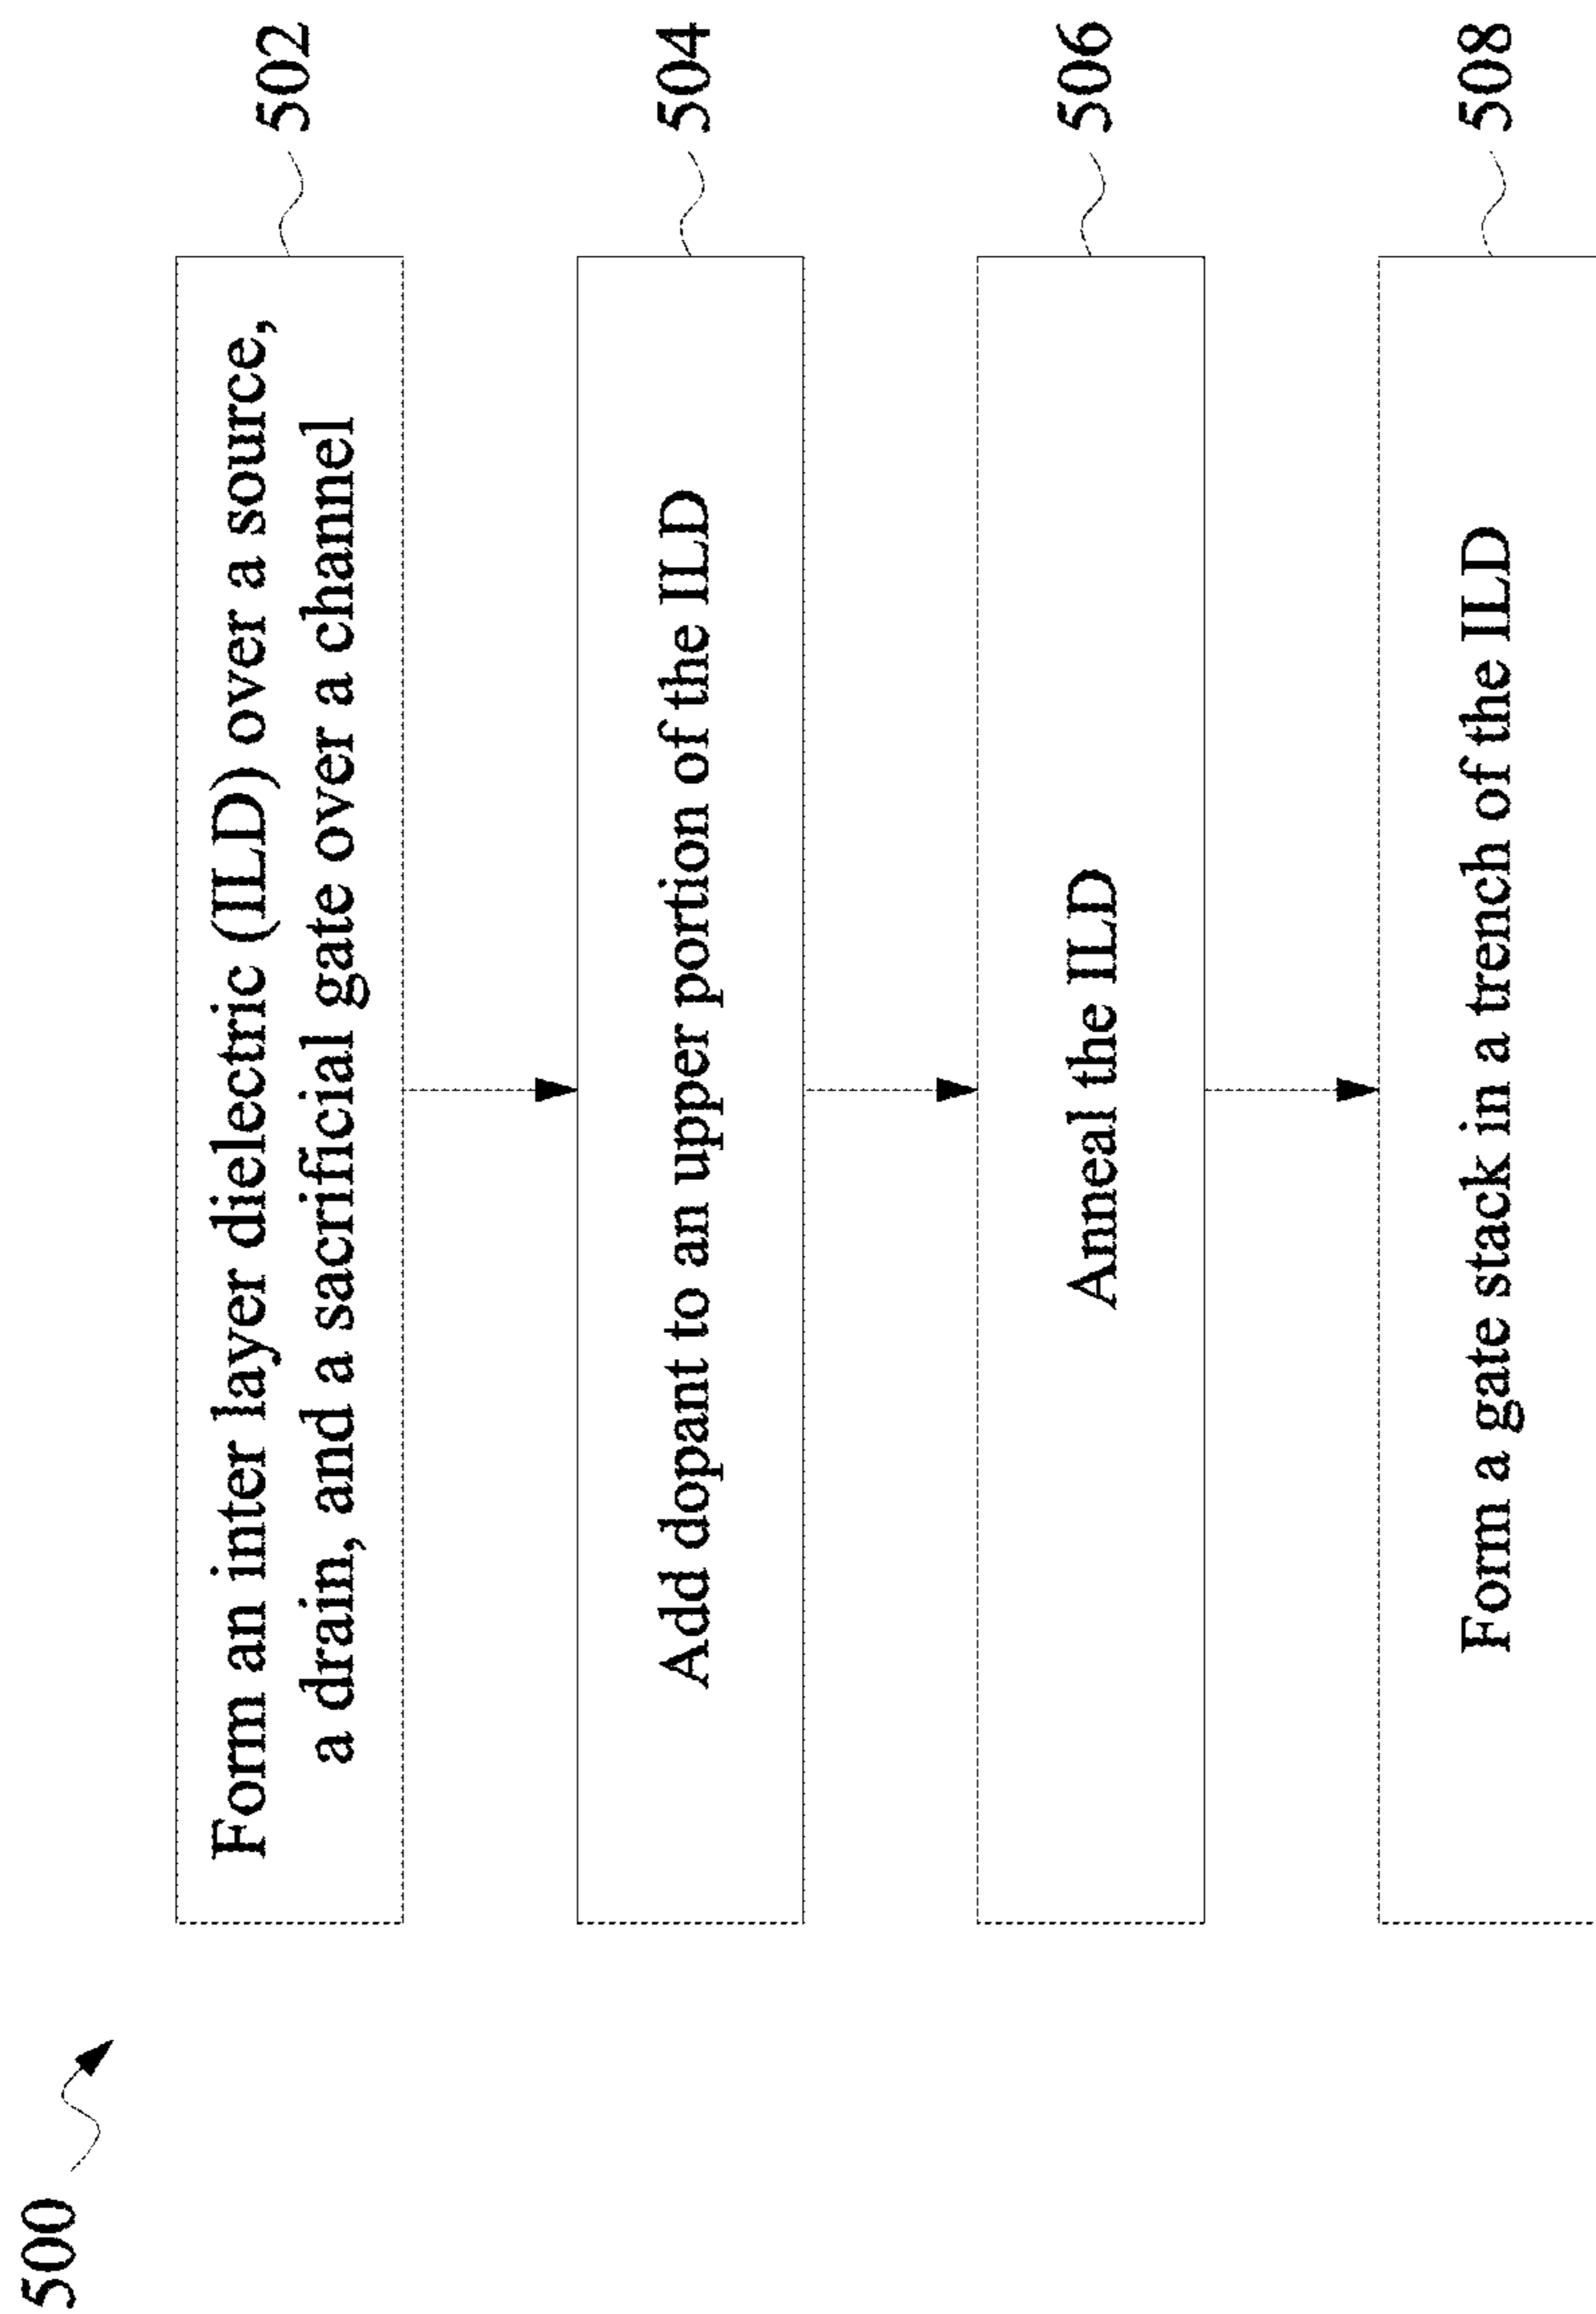 500
Form an inter layer dielectric (ILD) over a source,
a drain, and a sacrificial gate over a channel
502
Add dopant to an upper portion of the ILD
504
Anneal the ILD
506
Form a gate stack in a trench of the ILD
508